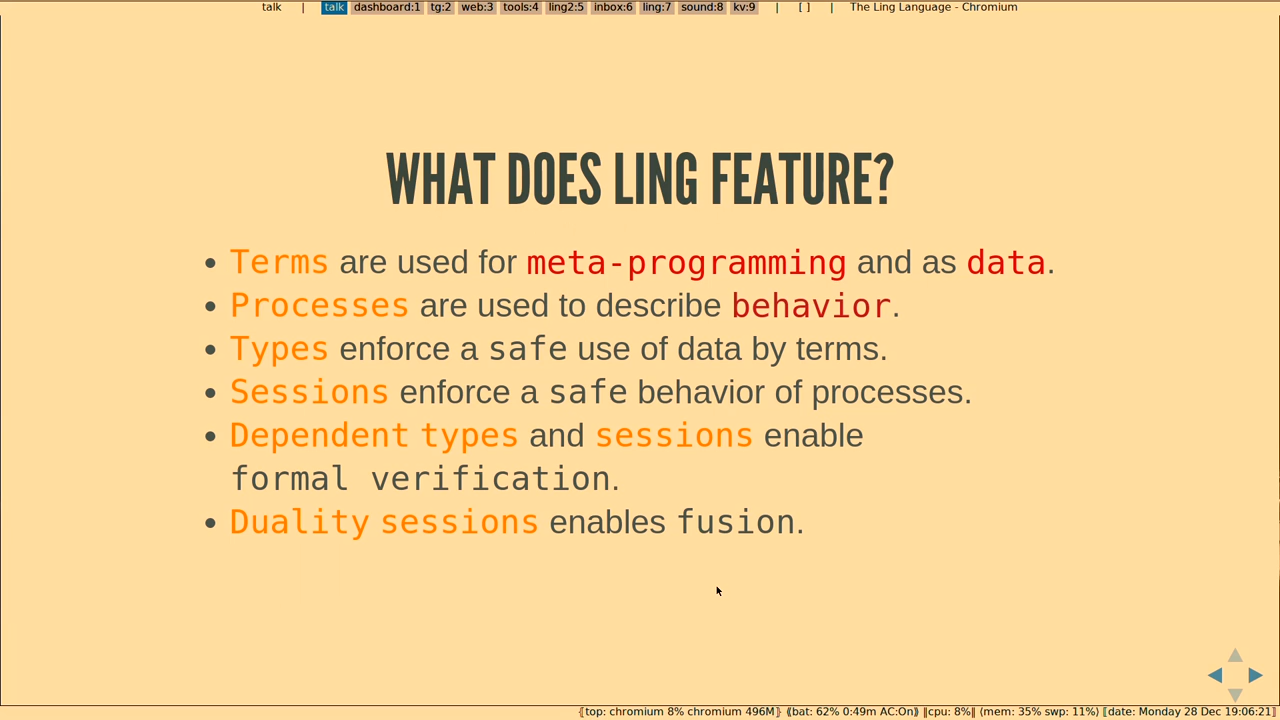 talk | talk dashboard:1 tg:2 web:3 tools:4 ling2:5 inbox:6 ling:7 sound:8 kv:9 | [ ] | The Ling Language - Chromium
WHAT DOES LING FEATURE?
• Terms are used for meta-programming and as data.
• Processes are used to describe behavior.
• Types enforce a safe use of data by terms.
• Sessions enforce a safe behavior of processes.
• Dependent types and sessions enable
formal verification.
• Duality sessions enables fusion.
⦃top: chromium 8% chromium 496M⦄ ⟪bat: 62% 0:49m AC:On⟫ ⟦cpu: 8%⟧ ⦅mem: 35% swp: 11%⦆ ⟦date: Monday 28 Dec 19:06:21⟧